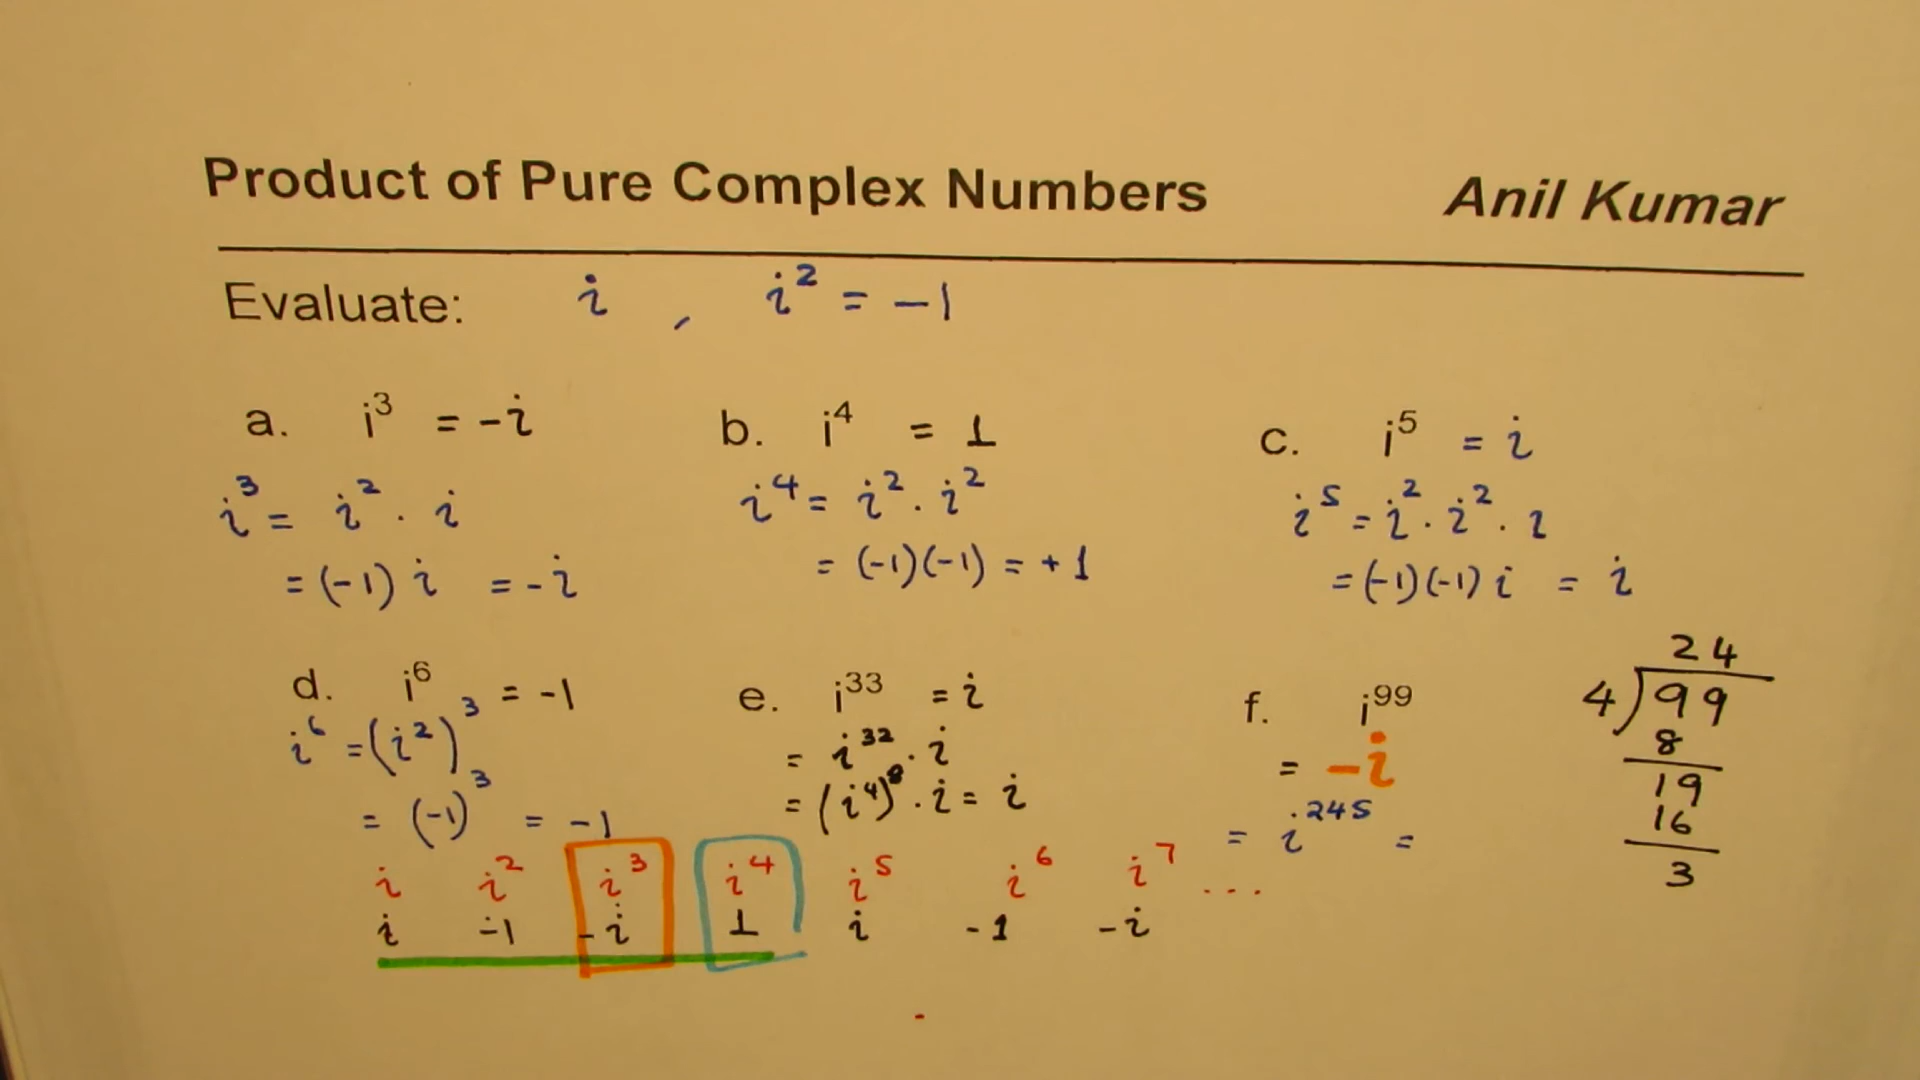 Product of Pure Complex Numbers Anil Kumar
Evaluate: i , i² = -1
a. i³ = -i b. i⁴ = 1 c. i⁵ = i
i³ = i² · i i⁴ = i² · i² i⁵ = i² · i² · i
= (-1) i = -i = (-1)(-1) = +1 = (-1)(-1) i = i
24
d. i⁶ = -1 e. i³³ = i f. i⁹⁹ 4)99
i⁶ = (i²)³ = i³² · i = -i 8
19
= (-1)³ = -1 = (i⁴)⁸ · i = i = i²⁴⁵ = 16
3
i i² i³ i⁴ i⁵ i⁶ i⁷ ...
i -1 -i 1 i -1 -i